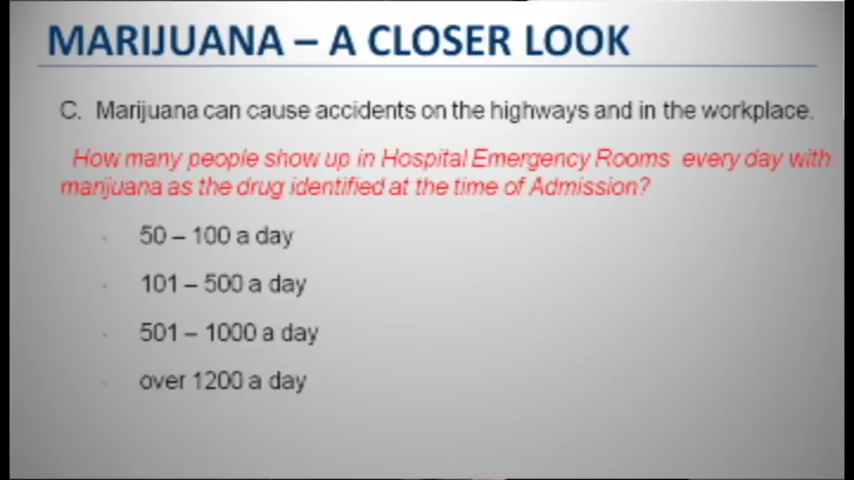 MARIJUANA – A CLOSER LOOK
C. Marijuana can cause accidents on the highways and in the workplace.
How many people show up in Hospital Emergency Rooms every day with
marijuana as the drug identified at the time of Admission?
50 – 100 a day
101 – 500 a day
501 – 1000 a day
over 1200 a day